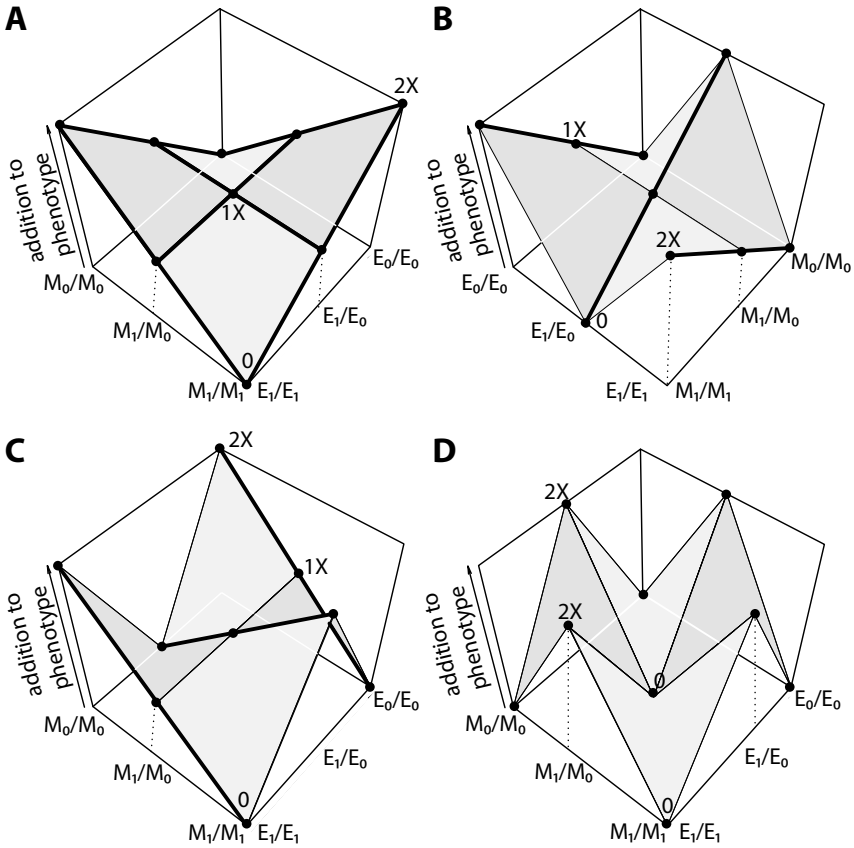 A
2X
addition to
phenotype
1X
M₀/M₀
E₀/E₀
M₁/M₀
E₁/E₀
0
M₁/M₁ E₁/E₁
B
1X
addition to
phenotype
2X
E₀/E₀
M₀/M₀
E₁/E₀
0
M₁/M₀
E₁/E₁ M₁/M₁
C
2X
1X
addition to
phenotype
M₀/M₀
E₀/E₀
M₁/M₀
E₁/E₀
0
M₁/M₁ E₁/E₁
D
2X
2X
addition to
phenotype
0
M₀/M₀
E₀/E₀
M₁/M₀
E₁/E₀
0
M₁/M₁ E₁/E₁